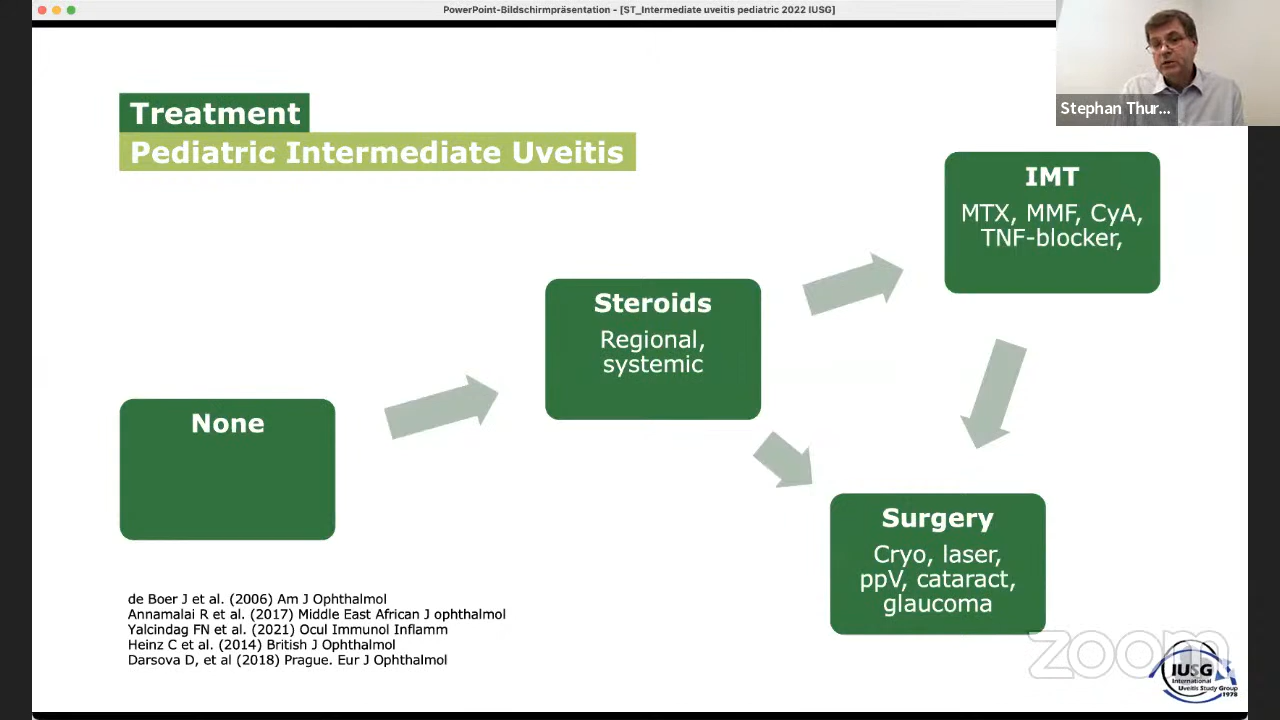 PowerPoint-Bildschirmpräsentation - [ST_Intermediate uveitis pediatric 2022 IUSG]
Stephan Thur...
Treatment
Pediatric Intermediate Uveitis
IMT
MTX, MMF, CyA,
TNF-blocker,
Steroids
Regional,
systemic
None
Surgery
Cryo, laser,
ppV, cataract,
glaucoma
de Boer J et al. (2006) Am J Ophthalmol
Annamalai R et al. (2017) Middle East African J ophthalmol
Yalcindag FN et al. (2021) Ocul Immunol Inflamm
Heinz C et al. (2014) British J Ophthalmol
Darsova D, et al (2018) Prague. Eur J Ophthalmol
zoom
IUSG
International
Uveitis Study Group
1978